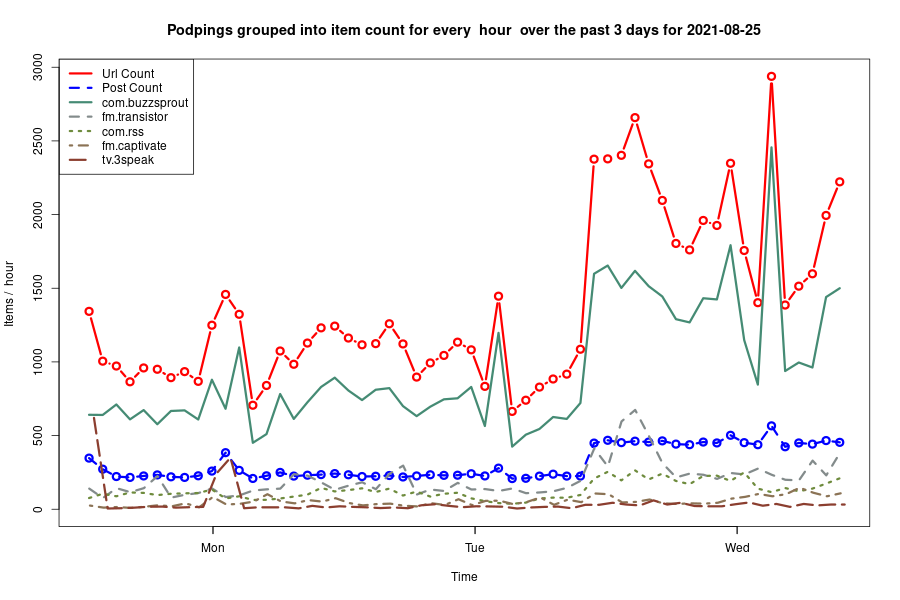 Podpings grouped into item count for every  hour  over the past 3 days for 2021-08-25
3000
2500
2000
1500
1000
500
0
Items /  hour
Url Count
Post Count
com.buzzsprout
fm.transistor
com.rss
fm.captivate
tv.3speak
Mon
Tue
Wed
Time